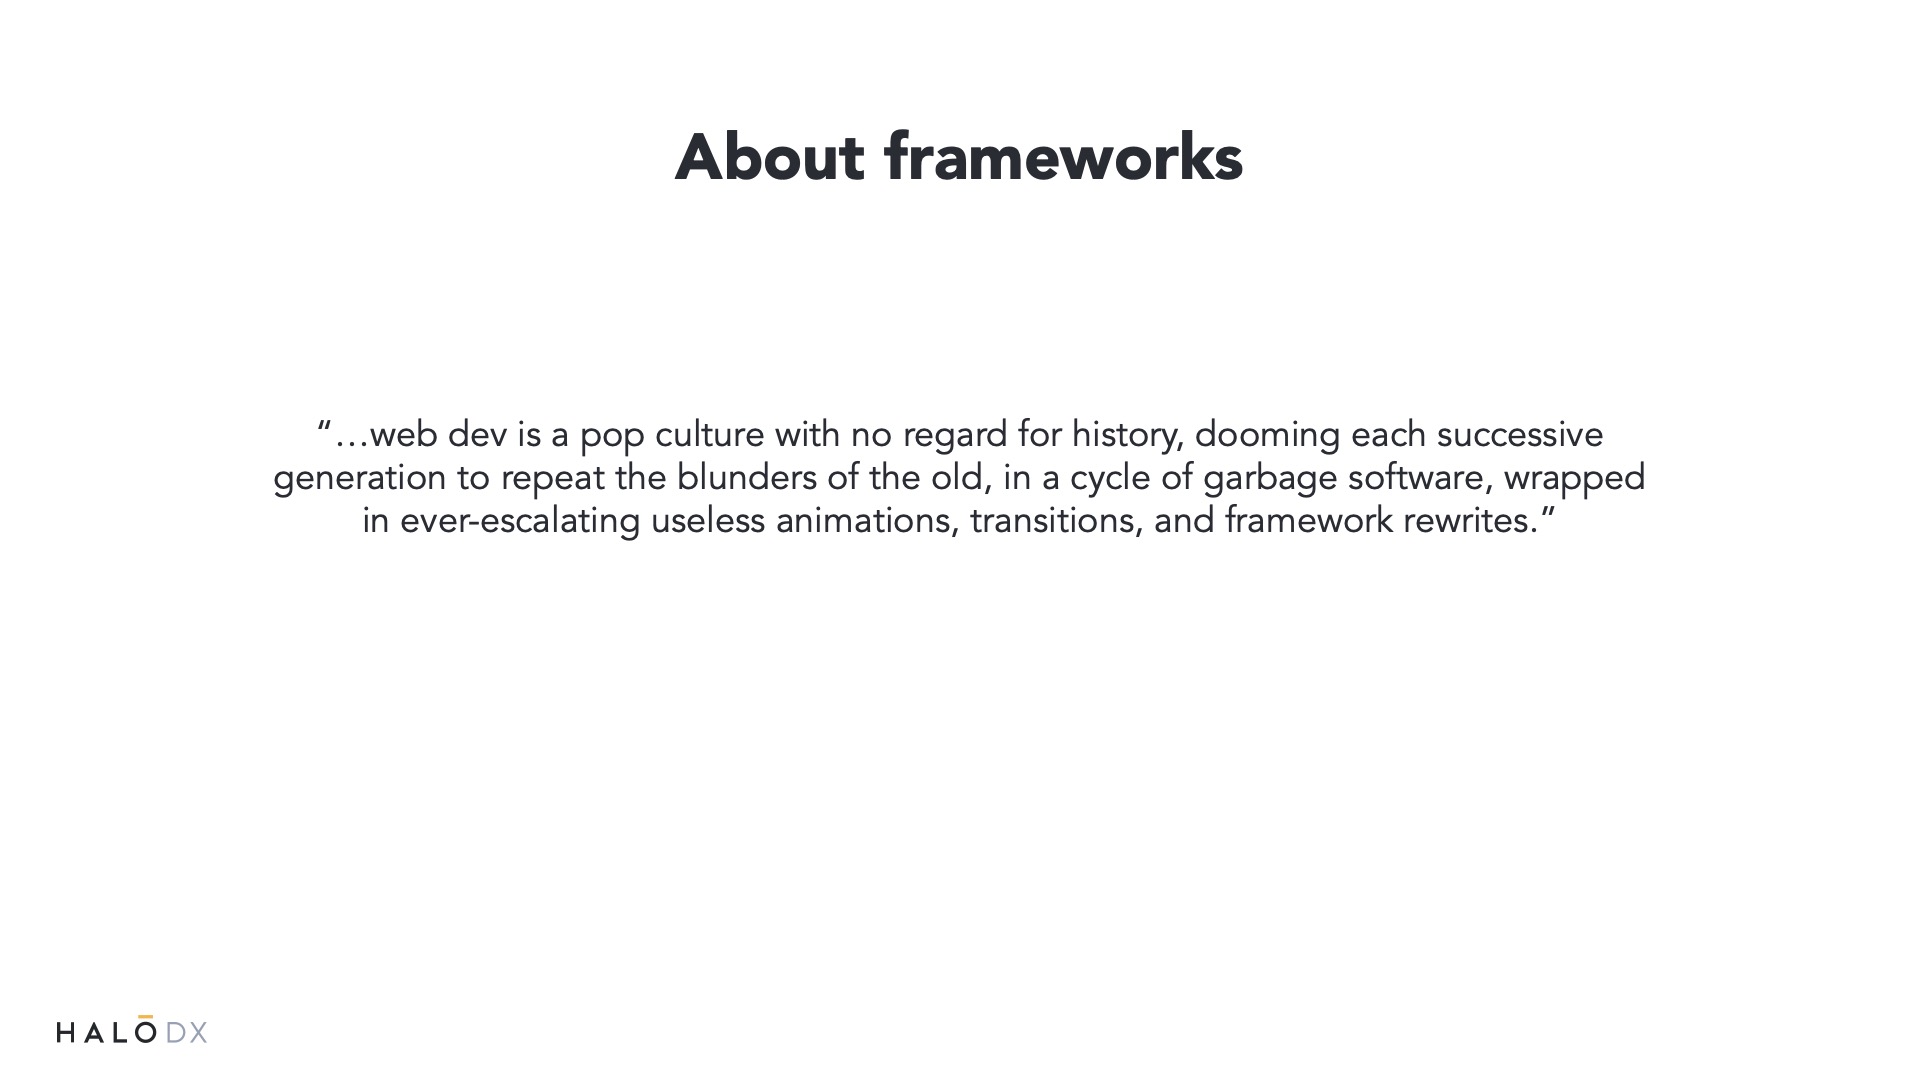 About frameworks
“…web dev is a pop culture with no regard for history, dooming each successive
generation to repeat the blunders of the old, in a cycle of garbage software, wrapped
in ever-escalating useless animations, transitions, and framework rewrites.”
HALŌDX